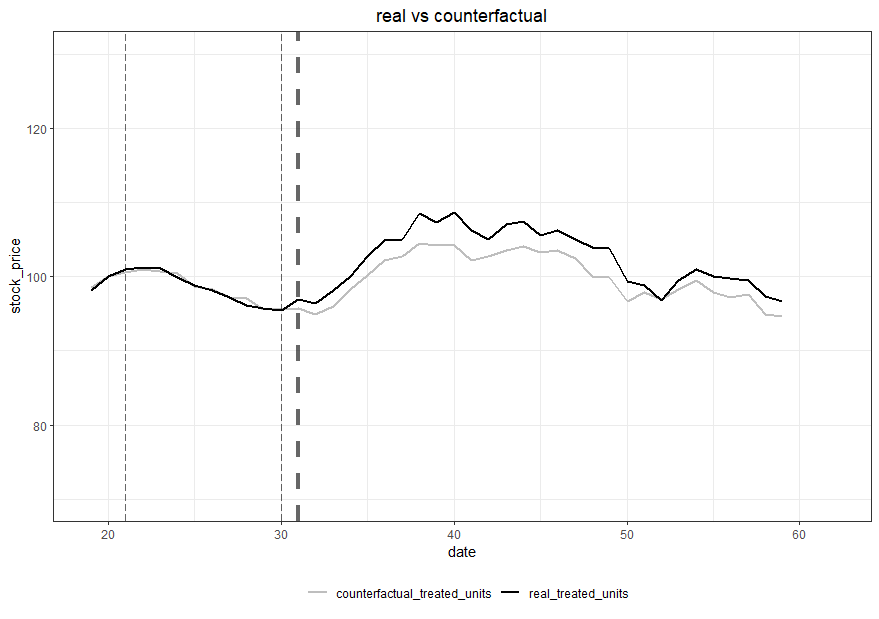 real vs counterfactual
stock_price
120
100
80
20 30 40 50 60
date
counterfactual_treated_units real_treated_units